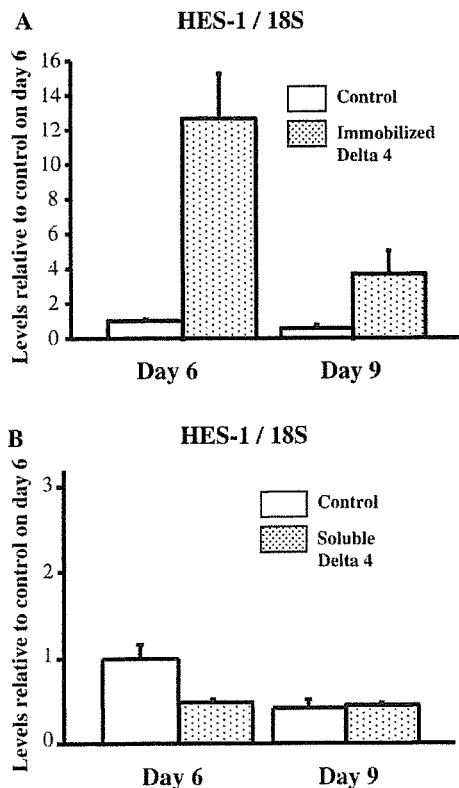 A
HES-1 / 18S
Levels relative to control on day 6
16
14
12
10
8
6
4
2
0
Control
Immobilized
Delta 4
Day 6
Day 9
B
HES-1 / 18S
Levels relative to control on day 6
3
2
1
0
Control
Soluble
Delta 4
Day 6
Day 9